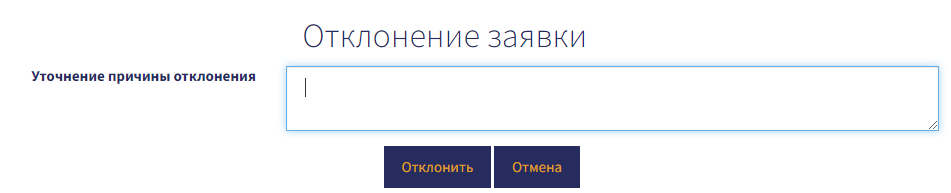 Отклонение заявки
Уточнение причины отклонения
Отклонить Отмена